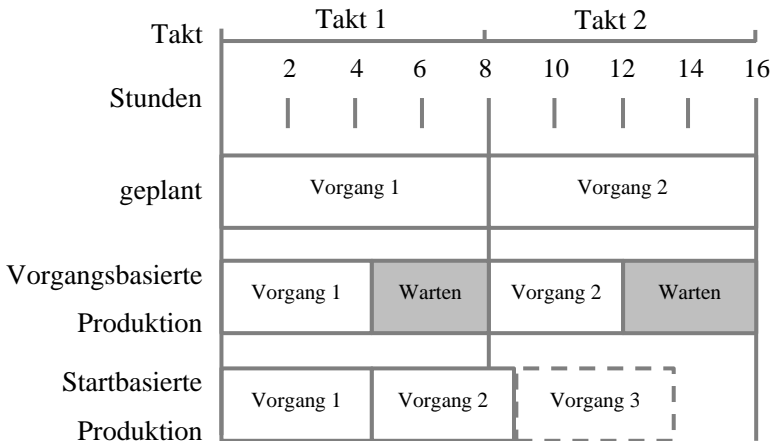 Takt Takt 1 Takt 2
2 4 6 8 10 12 14 16
Stunden
geplant Vorgang 1 Vorgang 2
Vorgangsbasierte
Produktion Vorgang 1 Warten Vorgang 2 Warten
Startbasierte
Produktion Vorgang 1 Vorgang 2 Vorgang 3